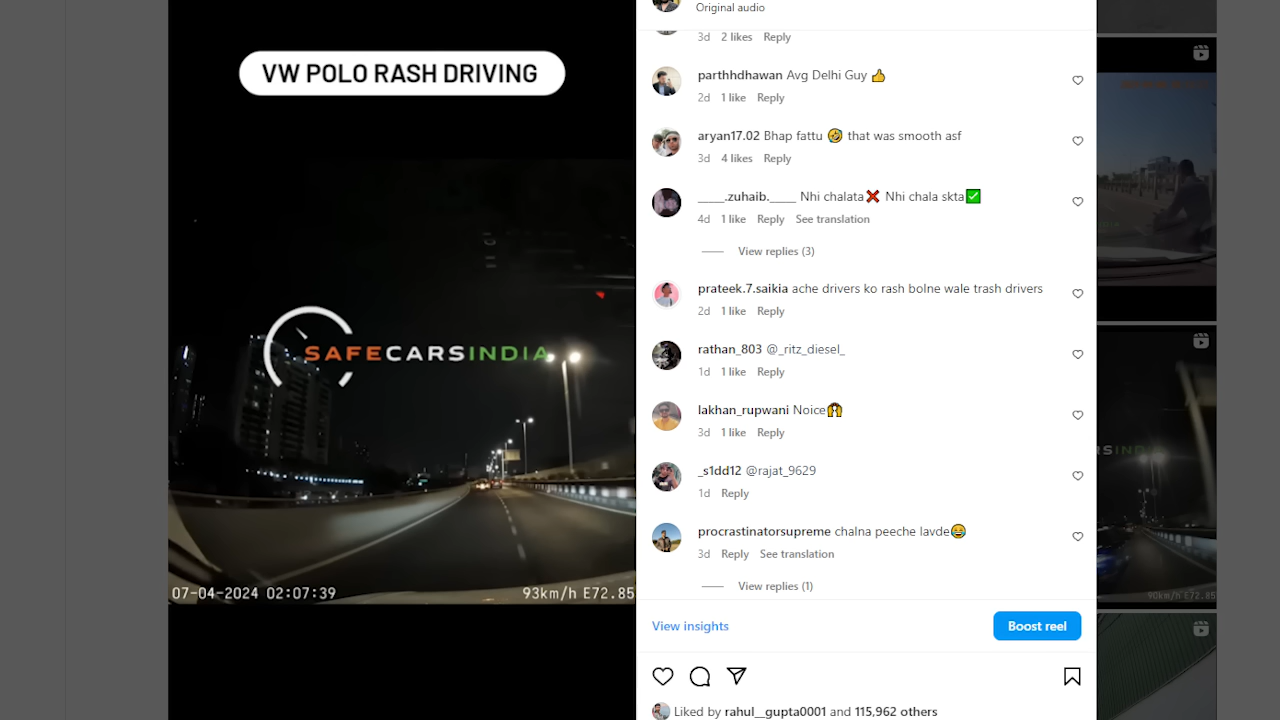 Original audio
VW POLO RASH DRIVING
3d 2 likes Reply
parthhdhawan Avg Delhi Guy 👍
2d 1 like Reply
aryan17.02 Bhap fattu 🤣 that was smooth asf
3d 4 likes Reply
____.zuhaib.____ Nhi chalata❌ Nhi chala skta✅
4d 1 like Reply See translation
View replies (3)
prateek.7.saikia ache drivers ko rash bolne wale trash drivers
2d 1 like Reply
rathan_803 @_ritz_diesel_
1d 1 like Reply
SAFECARSINDIA
lakhan_rupwani Noice🙌
3d 1 like Reply
_s1dd12 @rajat_9629
1d Reply
procrastinatorsupreme chalna peeche lavde😂
3d Reply See translation
View replies (1)
07-04-2024 02:07:39 93km/h E72.85
90km/h E72.85
View insights Boost reel
Liked by rahul__gupta0001 and 115,962 others